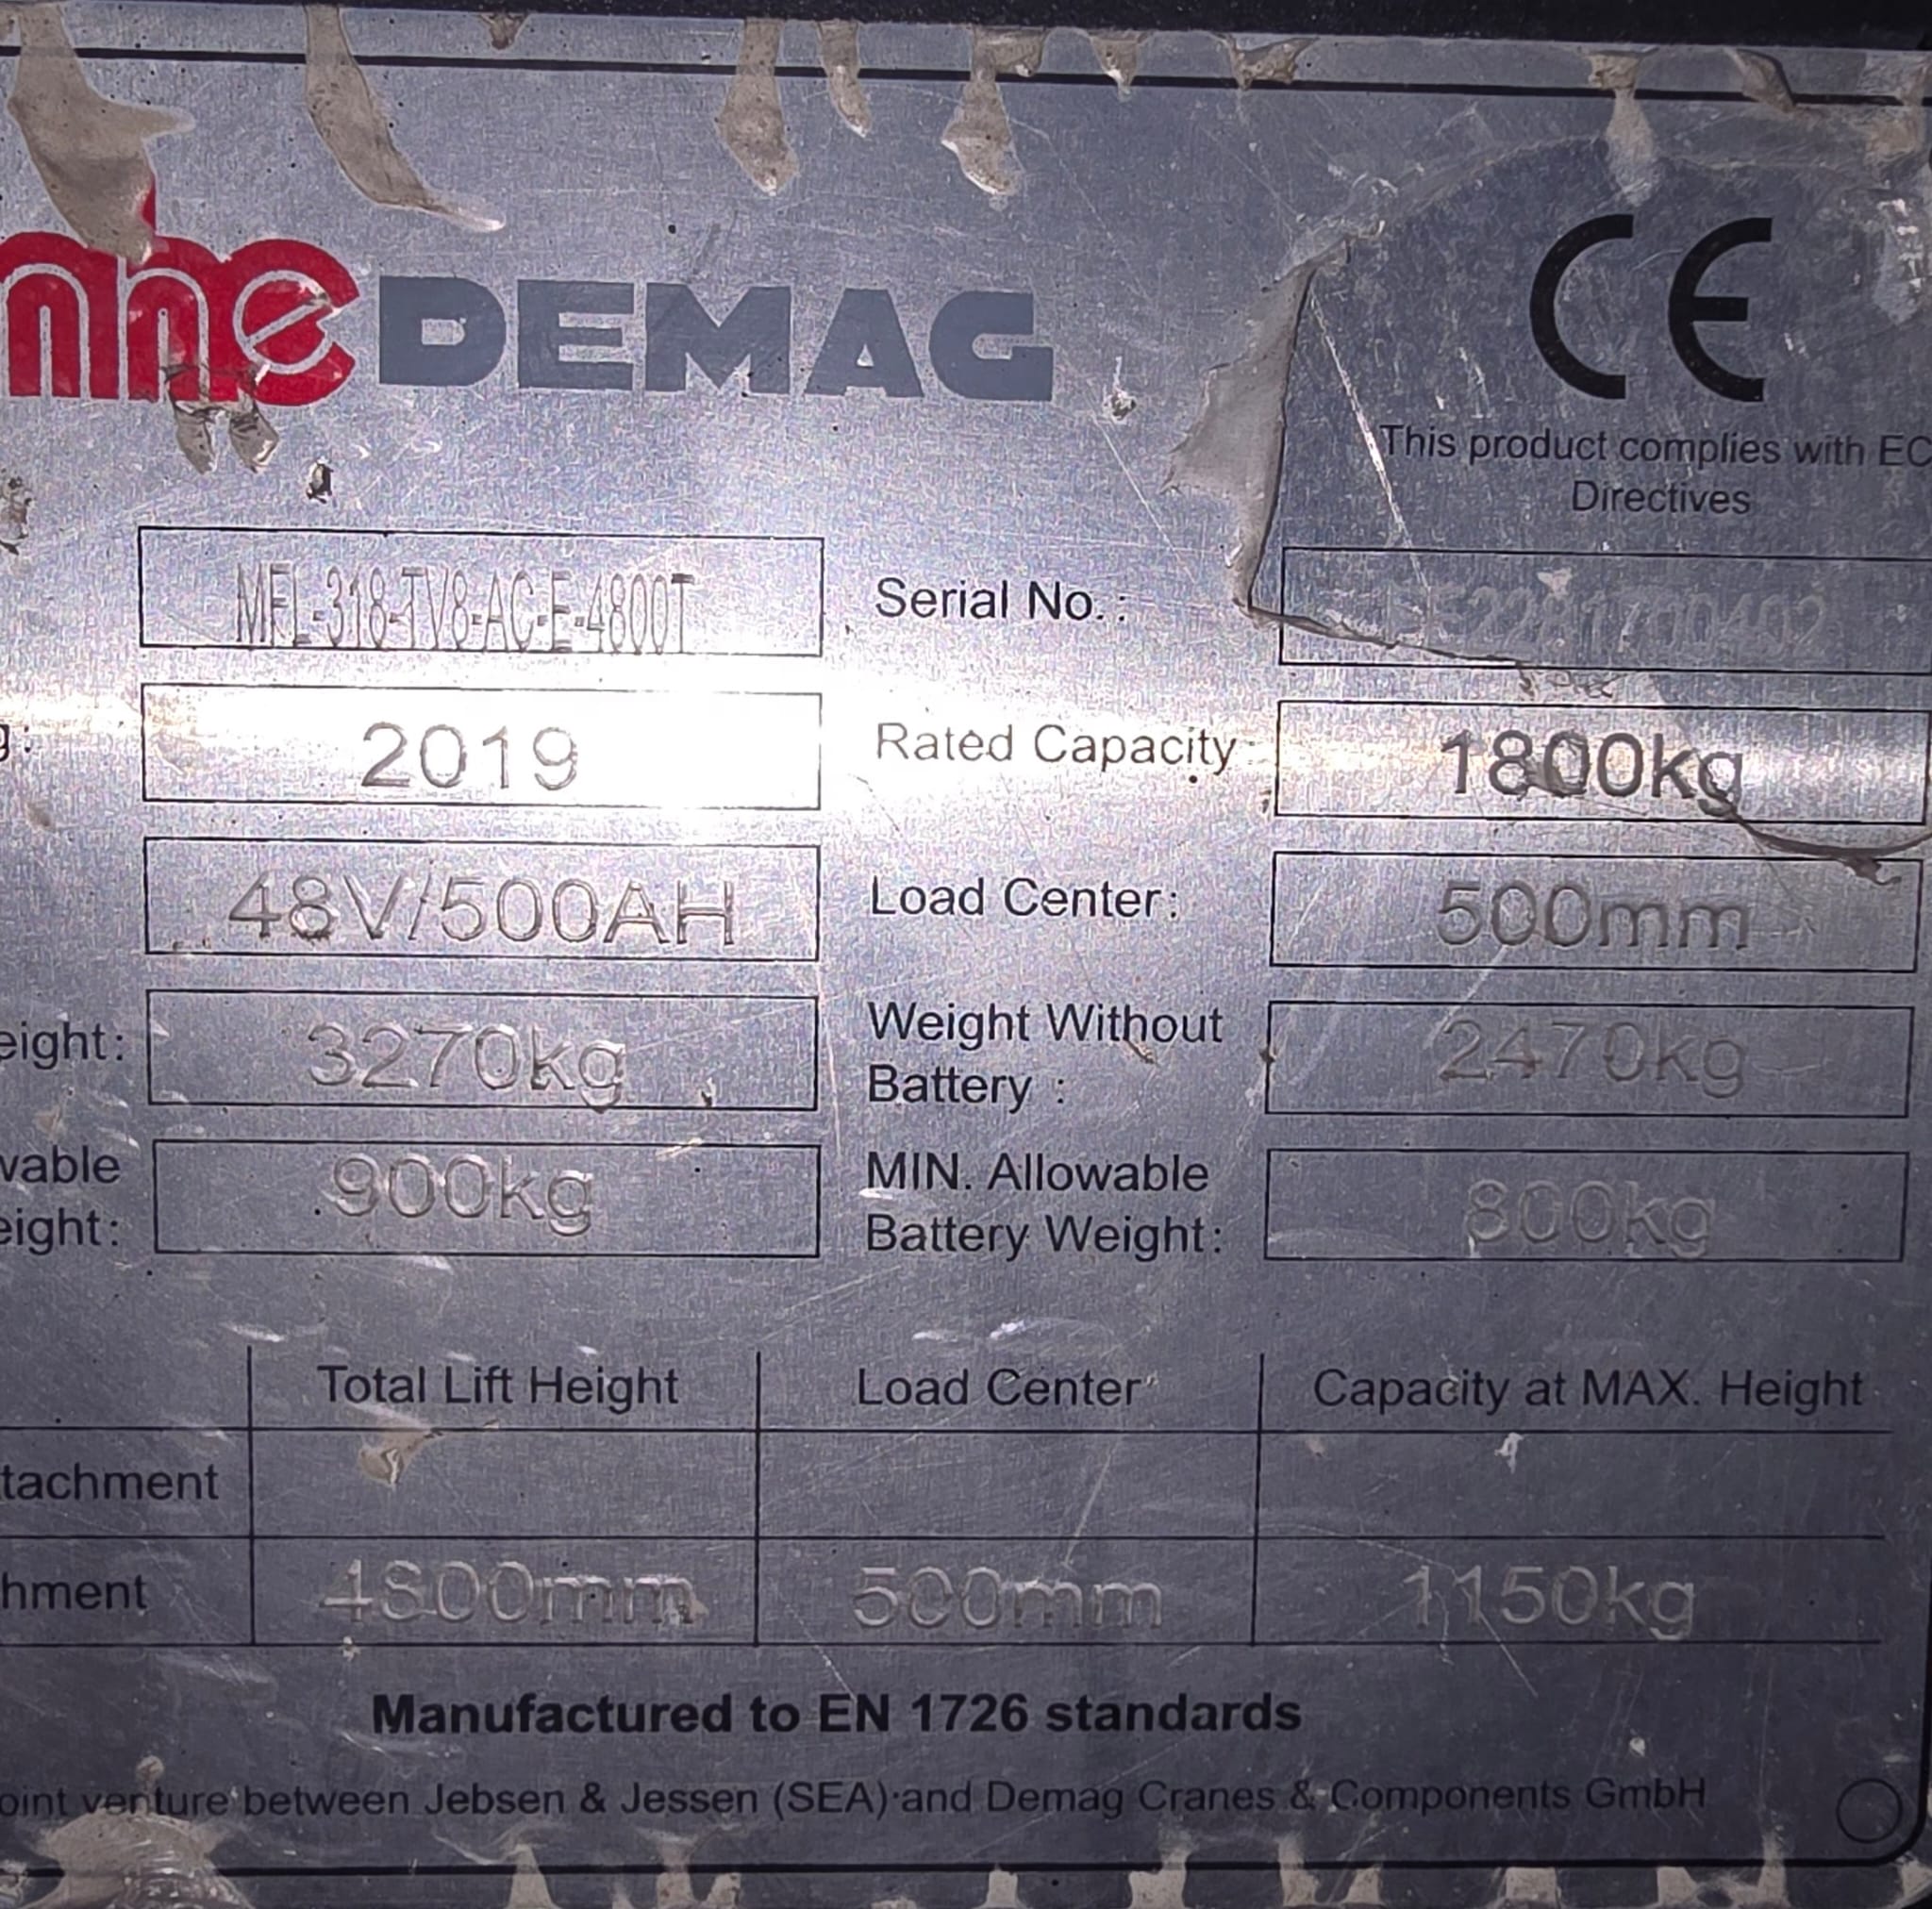 mhe DEMAG
CE
This product complies with EC
Directives
MFL-318-TV8-AC-E-4800T
Serial No.:
g:
2019
Rated Capacity:
1800kg
48V/500AH
Load Center:
500mm
eight:
3270kg
Weight Without
Battery :
2470kg
wable
eight:
900kg
MIN. Allowable
Battery Weight:
800kg
Total Lift Height
Load Center
Capacity at MAX. Height
tachment
hment
4800mm
500mm
1150kg
Manufactured to EN 1726 standards
oint venture between Jebsen & Jessen (SEA) and Demag Cranes & Components GmbH